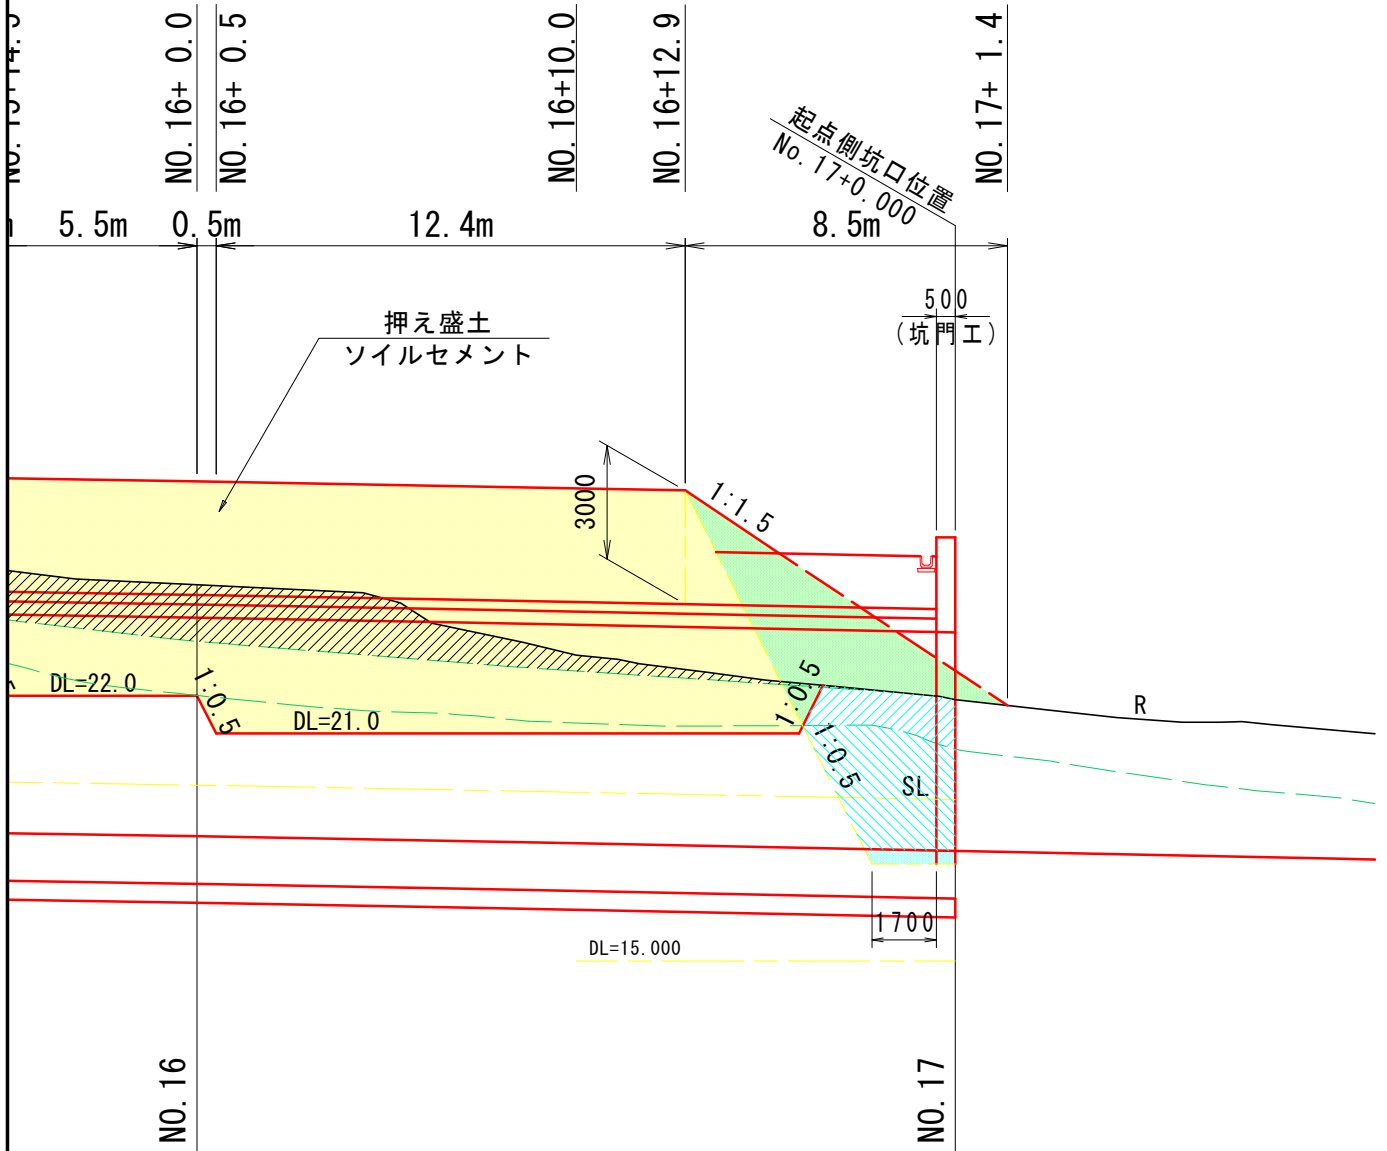 NO. 16+ 0.0
NO. 16+ 0.5
NO. 16+10.0
NO. 16+12.9
起点側坑口位置
No. 17+0.000
NO. 17+ 1.4
5.5m
0.5m
12.4m
8.5m
500
(坑門工)
押え盛土
ソイルセメント
3000
1:1.5
DL=22.0
1:0.5
DL=21.0
1:0.5
1:0.5
R
SL
1700
DL=15.000
NO. 16
NO. 17